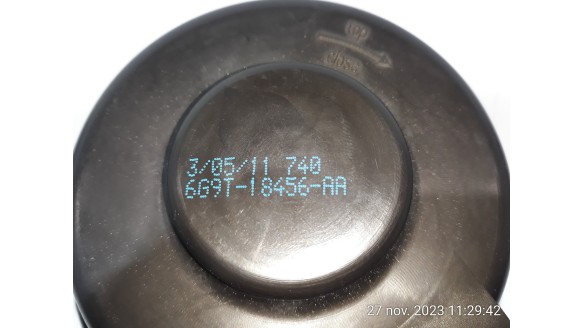 3/05/11 740
6G9T-18456-AA
27 nov. 2023 11:29:42